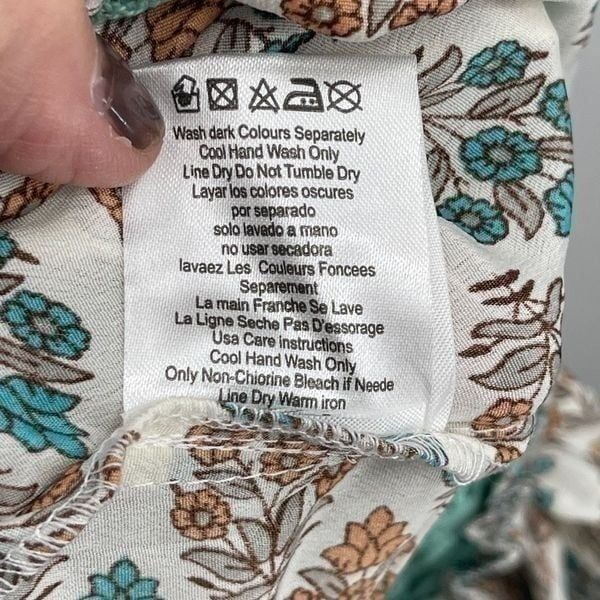 Wash dark Colours Separately
Cool Hand Wash Only
Line Dry Do Not Tumble Dry
Layar los colores oscures
por separado
solo lavado a mano
no usar secadora
lavaez Les Couleurs Foncees
Separement
La main Franche Se Lave
La Ligne Seche Pas D'essorage
Usa Care instructions
Cool Hand Wash Only
Only Non-Chiorine Bleach if Neede
Line Dry Warm iron